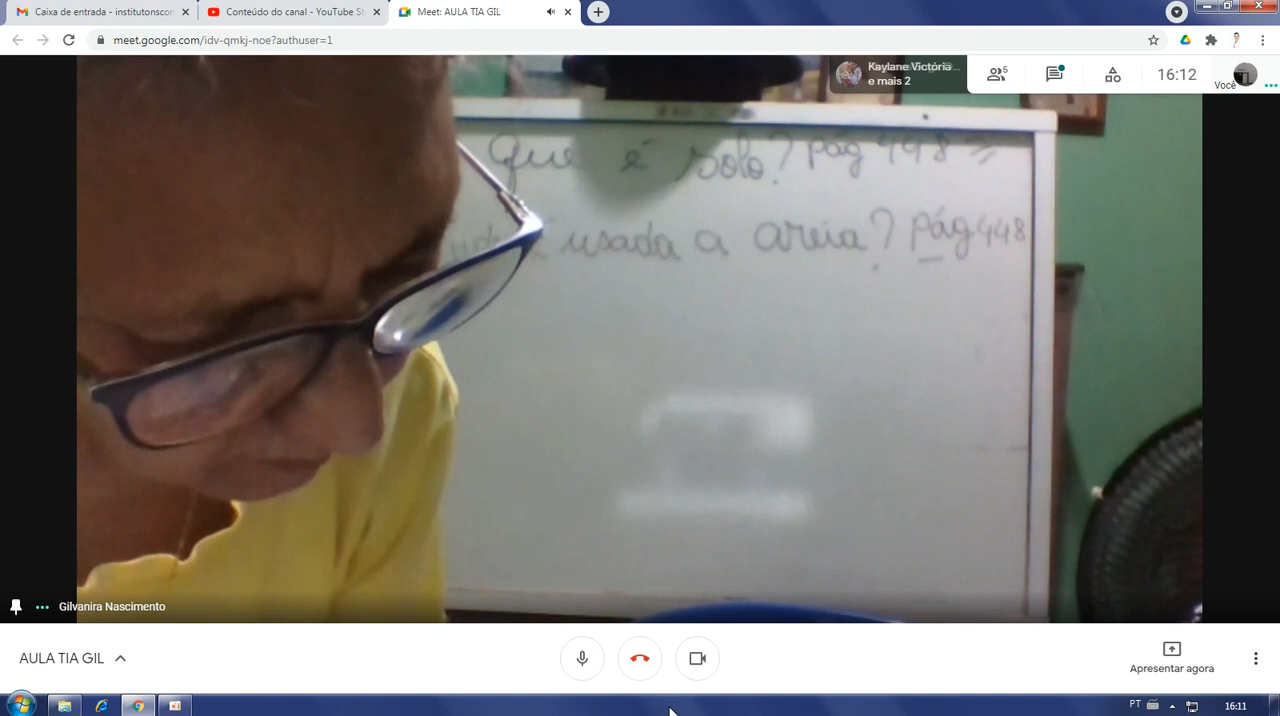 Caixa de entrada - institutonscon
Conteúdo do canal - YouTube St
Meet: AULA TIA GIL
meet.google.com/idv-qmkj-noe?authuser=1
Kaylane Victória
e mais 2
5
16:12
Você
Que é solo? pág 448
usada a areia? pág 448
Gilvanira Nascimento
AULA TIA GIL
Apresentar agora
PT
16:11